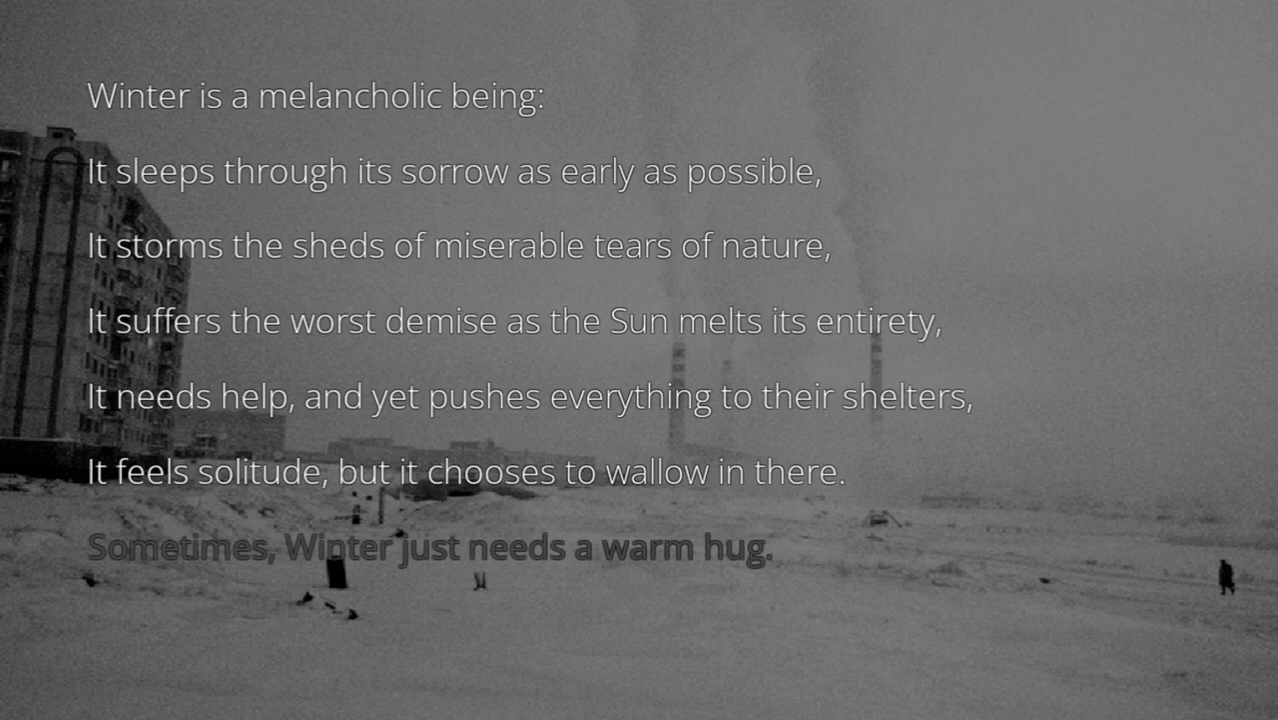 Winter is a melancholic being:
It sleeps through its sorrow as early as possible,
It storms the sheds of miserable tears of nature,
It suffers the worst demise as the Sun melts its entirety,
It needs help, and yet pushes everything to their shelters,
It feels solitude, but it chooses to wallow in there.
Sometimes, Winter just needs a warm hug.